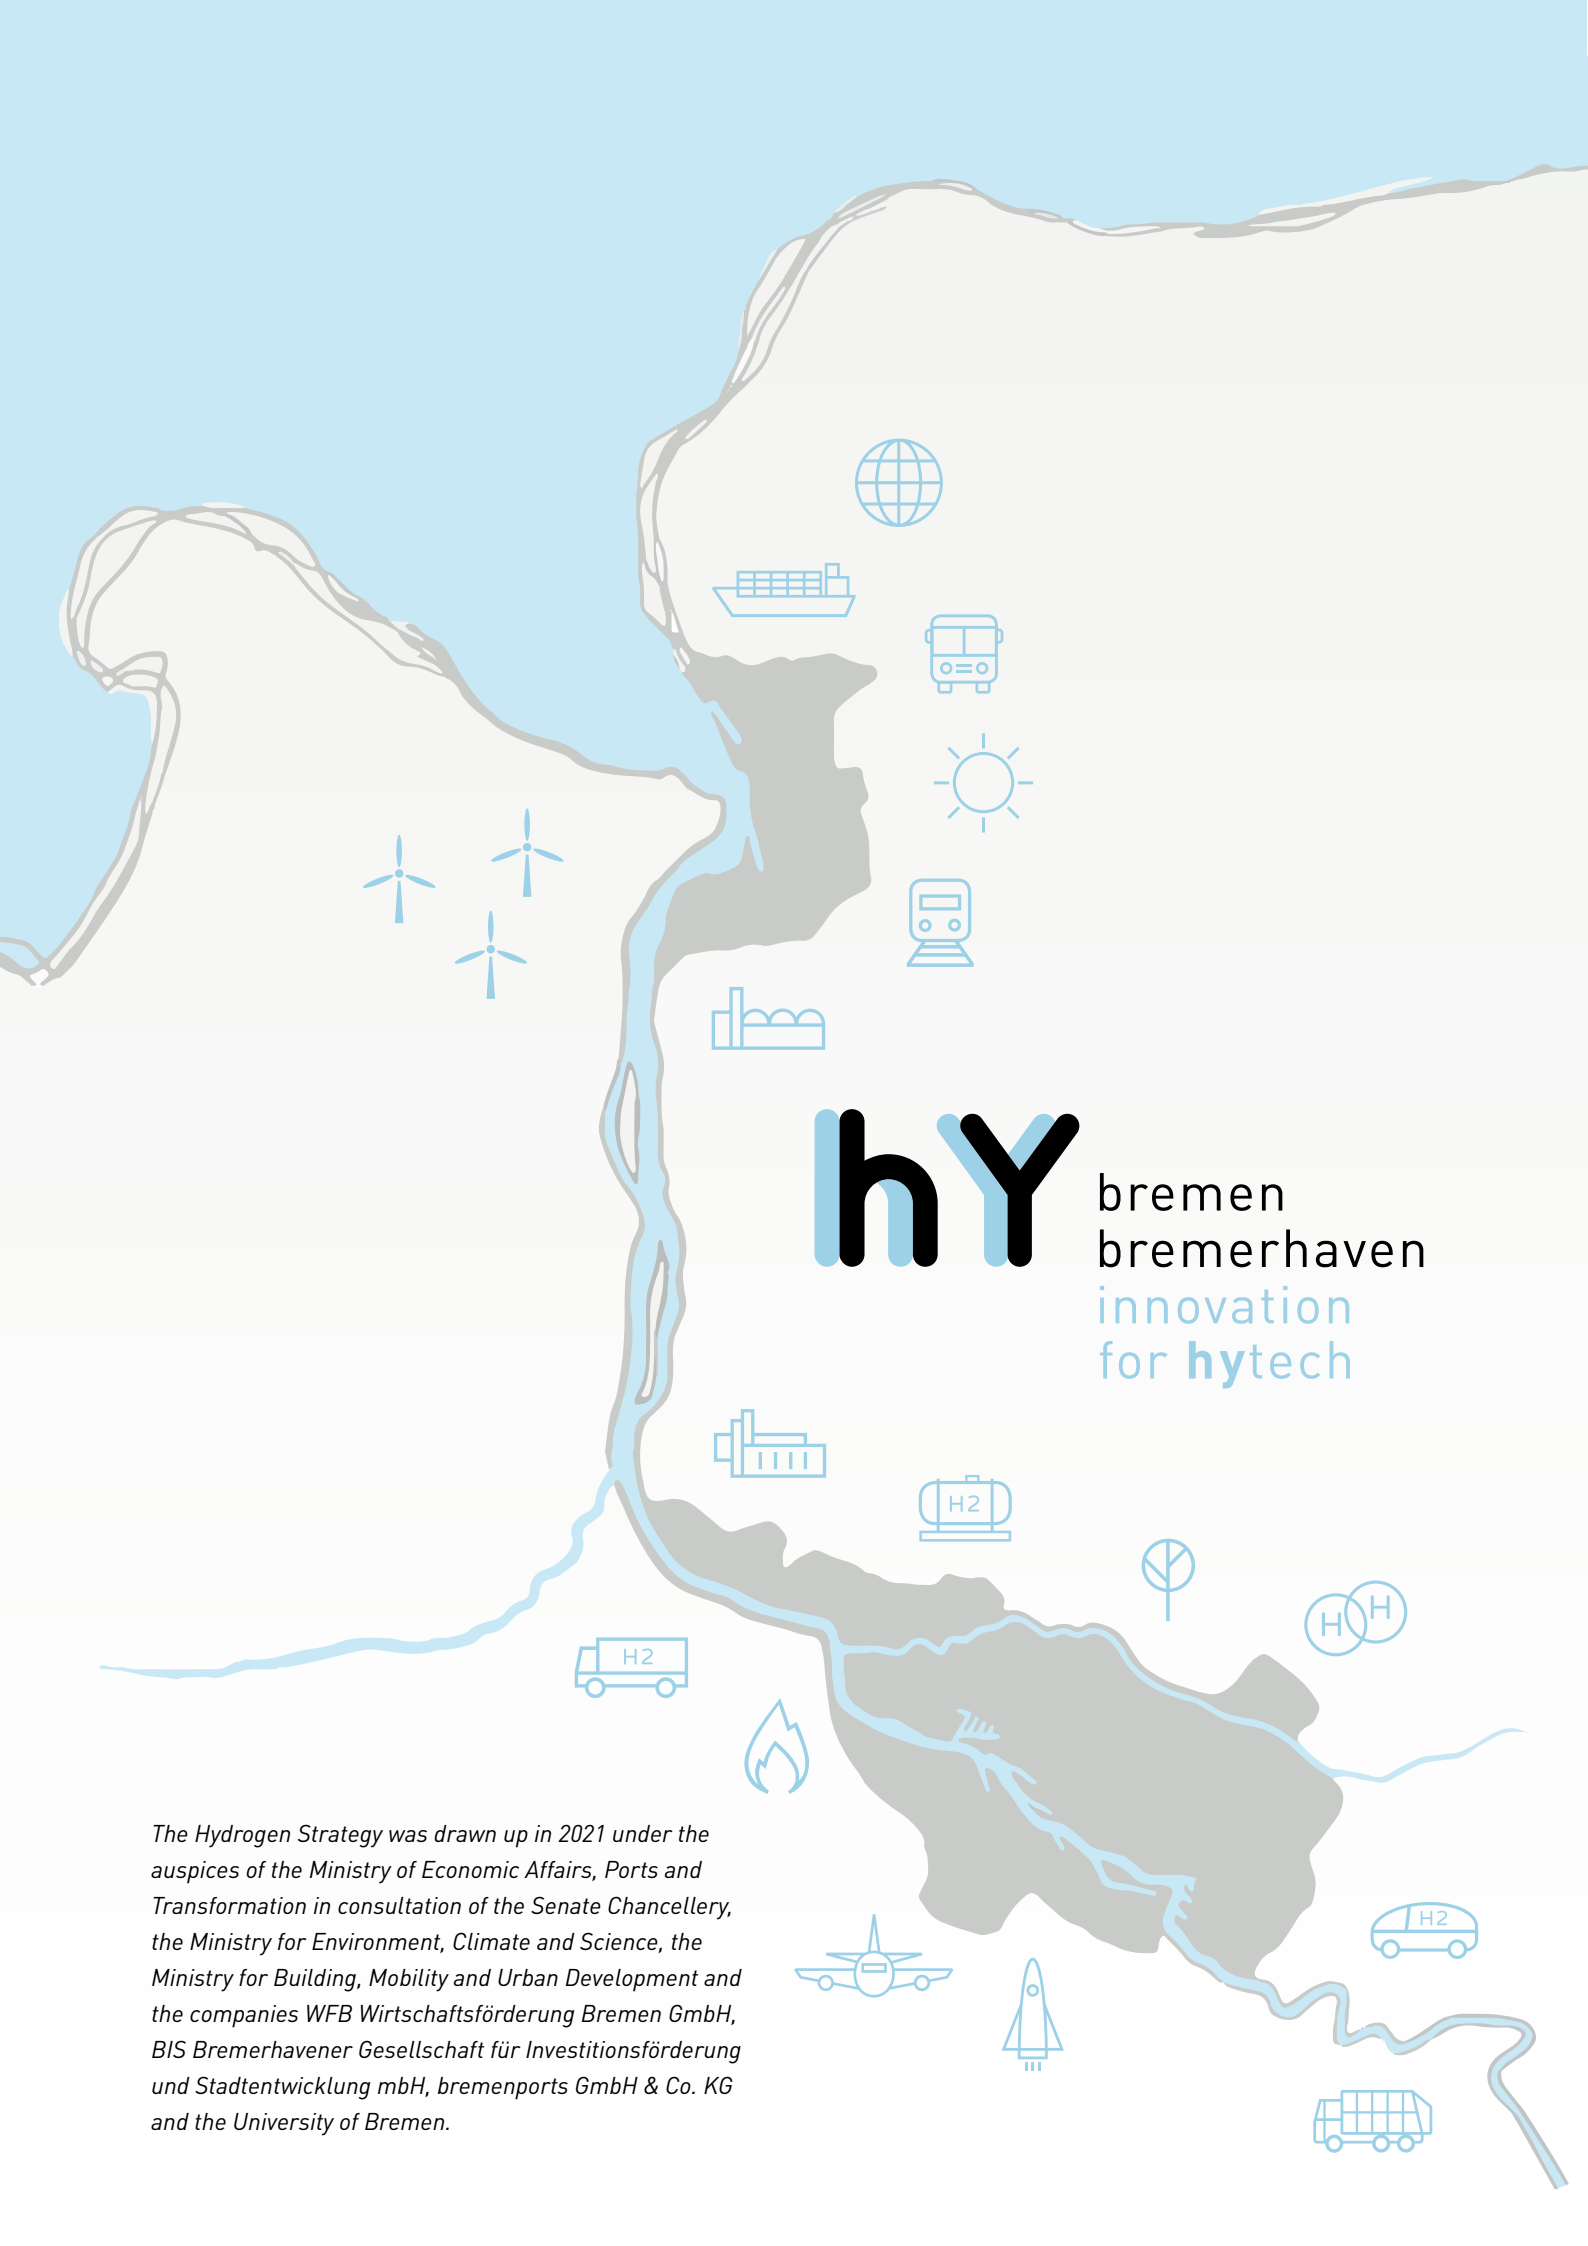 hY
bremen
bremerhaven
innovation
for hytech
H2
H H
H2
The Hydrogen Strategy was drawn up in 2021 under the
auspices of the Ministry of Economic Affairs, Ports and
Transformation in consultation of the Senate Chancellery,
the Ministry for Environment, Climate and Science, the
Ministry for Building, Mobility and Urban Development and
the companies WFB Wirtschaftsförderung Bremen GmbH,
BIS Bremerhavener Gesellschaft für Investitionsförderung
und Stadtentwicklung mbH, bremenports GmbH & Co. KG
and the University of Bremen.
H2